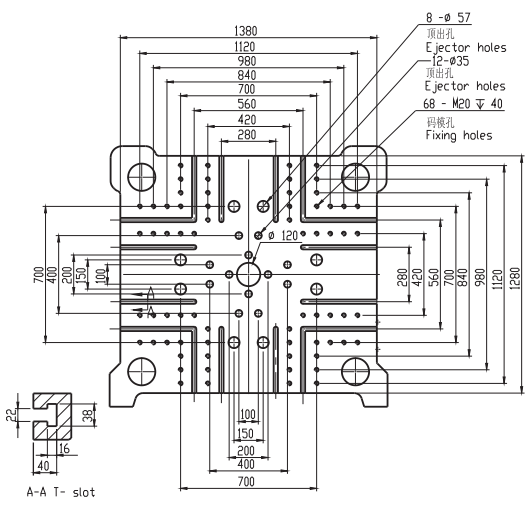 8 -ø 57
顶出孔
Ejector holes
12-ø35
顶出孔
Ejector holes
68 - M20 ↧ 40
码模孔
Fixing holes
1380
1120
980
840
700
560
420
280
ø 120
700
400
200
150
100
A
A
280
420
560
700
840
980
1120
1280
100
150
200
400
700
22
38
16
40
A-A T- slot